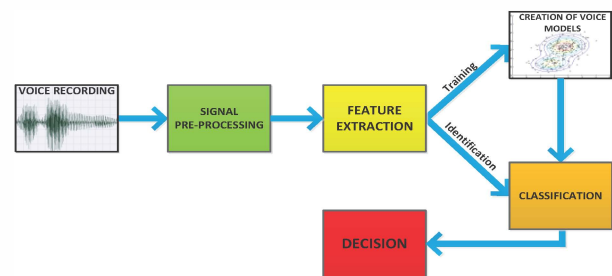 VOICE RECORDING
SIGNAL
PRE-PROCESSING
FEATURE
EXTRACTION
Training
Identification
CREATION OF VOICE
MODELS
CLASSIFICATION
DECISION